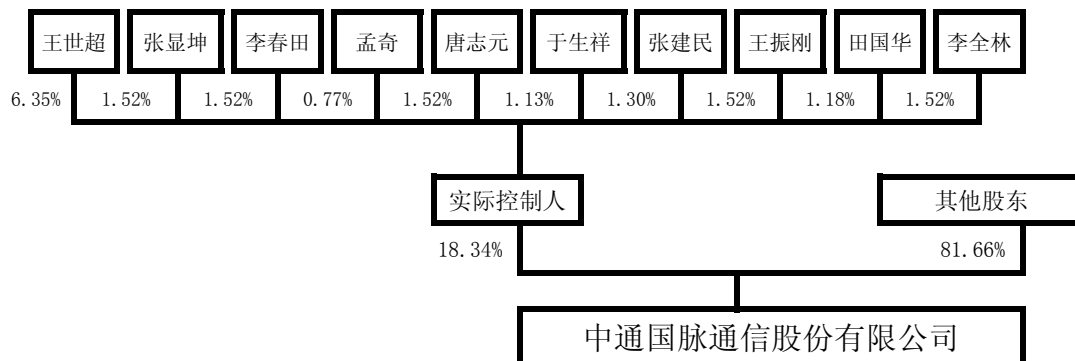 王世超 张显坤 李春田 孟奇 唐志元 于生祥 张建民 王振刚 田国华 李全林
6.35% 1.52% 1.52% 0.77% 1.52% 1.13% 1.30% 1.52% 1.18% 1.52%
实际控制人 其他股东
18.34% 81.66%
中通国脉通信股份有限公司